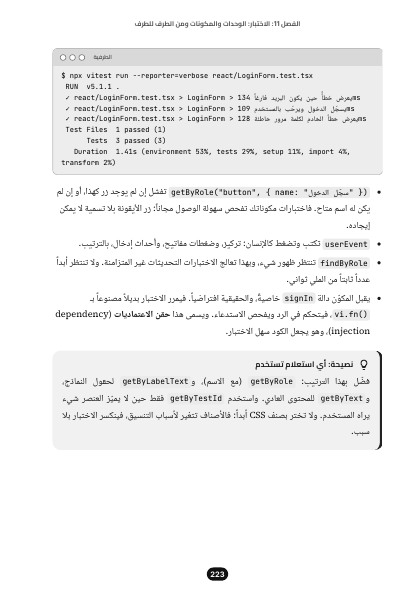 الفصل 11: الاختبار: الوحدات والمكونات ومن الطرف للطرف
الطرفية
$ npx vitest run --reporter=verbose react/LoginForm.test.tsx
RUN v5.1.1 .
✓ react/LoginForm.test.tsx > LoginForm > يعرض خطأً حين يكون البريد فارغاً 134ms
✓ react/LoginForm.test.tsx > LoginForm > يسجّل الدخول ويرحّب بالمستخدم 109ms
✓ react/LoginForm.test.tsx > LoginForm > يعرض خطأ الخادم لكلمة مرور خاطئة 128ms
Test Files 1 passed (1)
Tests 3 passed (3)
Duration 1.41s (environment 53%, tests 29%, setup 11%, import 4%,
transform 2%)
• getByRole("button", { name: "سجّل الدخول" }) تفشل إن لم يوجد زر كهذا، أو إن لم
يكن له اسم متاح. فاختبارات مكوناتك تفحص سهولة الوصول مجاناً: زر الأيقونة بلا تسمية لا يمكن
إيجاده.
• userEvent تكتب وتضغط كالإنسان: تركيز، وضغطات مفاتيح، وأحداث إدخال، بالترتيب.
• findByRole تنتظر ظهور شيء، وبهذا تعالج الاختبارات التحديثات غير المتزامنة. ولا تنتظر أبداً
عدداً ثابتاً من الملي ثواني.
• يقبل المكوّن دالة signIn خاصيةً، والحقيقية افتراضياً. فيمرر الاختبار بديلاً مصنوعاً بـ
vi.fn()، فيتحكم في الرد ويفحص الاستدعاء. ويسمى هذا حقن الاعتماديات (dependency
injection)، وهو يجعل الكود سهل الاختبار.
نصيحة: أي استعلام تستخدم
فضّل بهذا الترتيب: getByRole (مع الاسم)، و getByLabelText لحقول النماذج،
و getByText للمحتوى العادي. واستخدم getByTestId فقط حين لا يميّز العنصر شيء
يراه المستخدم. ولا تختر بصنف CSS أبداً: فالأصناف تتغير لأسباب التنسيق، فينكسر الاختبار بلا
سبب.
223